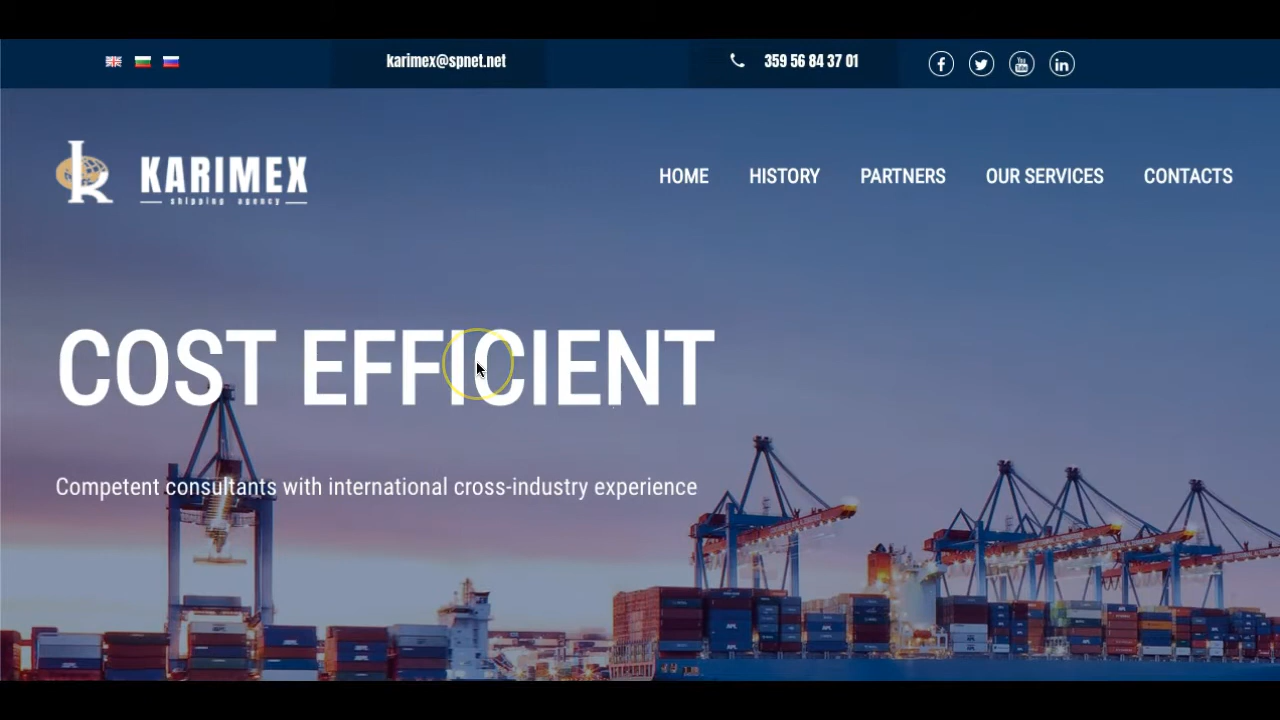 karimex@spnet.net
359 56 84 37 01
KARIMEX
shipping agency
HOME HISTORY PARTNERS OUR SERVICES CONTACTS
COST EFFICIENT
Competent consultants with international cross-industry experience